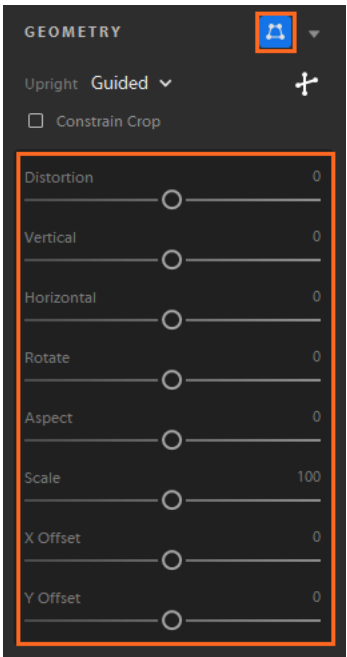 GEOMETRY
Upright Guided
Constrain Crop
Distortion 0
Vertical 0
Horizontal 0
Rotate 0
Aspect 0
Scale 100
X Offset 0
Y Offset 0